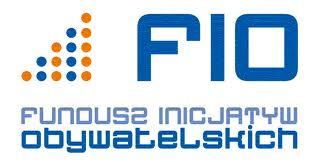 FIO
FUNDUSZ INICJATYW
Obywatelskich